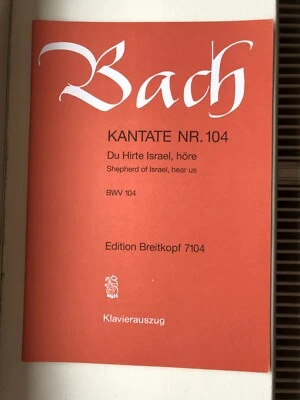 Bach
KANTATE NR. 104
Du Hirte Israel, höre
Shepherd of Israel, hear us
BWV 104
Edition Breitkopf 7104
Klavierauszug